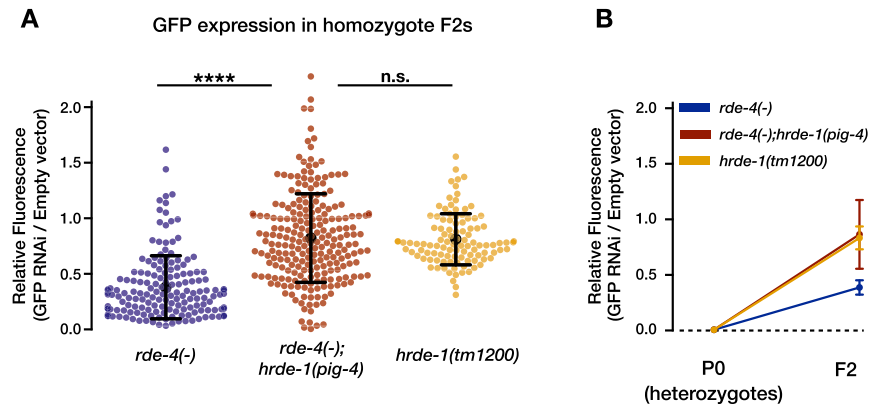 A
GFP expression in homozygote F2s
Relative Fluorescence
(GFP RNAi / Empty vector)
2.0
1.5
1.0
0.5
0.0
****
n.s.
rde-4(-)
rde-4(-);
hrde-1(pig-4)
hrde-1(tm1200)
B
Relative Fluorescence
(GFP RNAi / Empty vector)
2.0
1.5
1.0
0.5
0.0
rde-4(-)
rde-4(-);hrde-1(pig-4)
hrde-1(tm1200)
P0
(heterozygotes)
F2